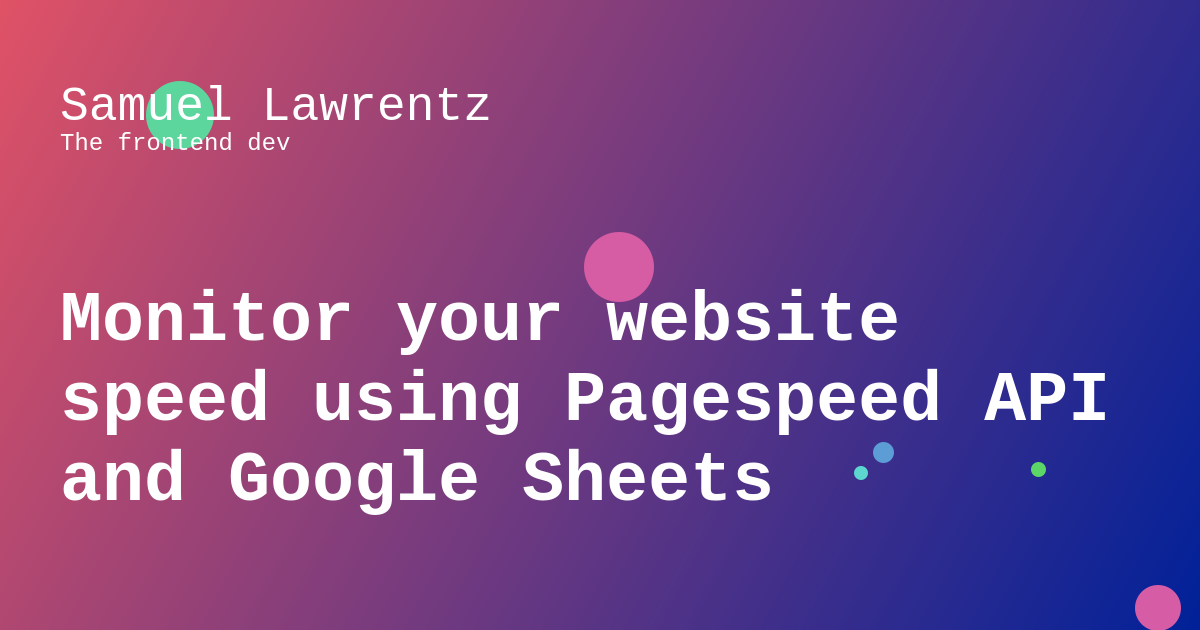 Samuel Lawrentz
The frontend dev
Monitor your website
speed using Pagespeed API
and Google Sheets